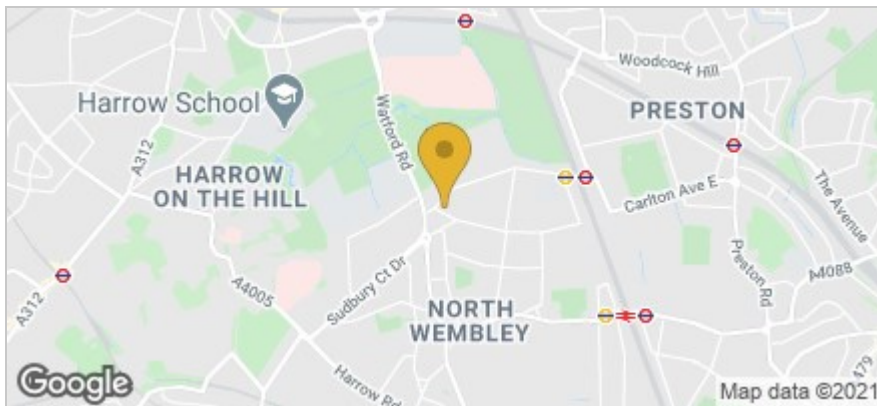 Woodcock Hill
Harrow School
PRESTON
Watford Rd
A312
HARROW
ON THE HILL
Carlton Ave E
The Avenue
Sudbury Ct Dr
Preston Rd
A4088
A312
A4005
NORTH
WEMBLEY
Harrow Rd
479
Google
Map data ©2021